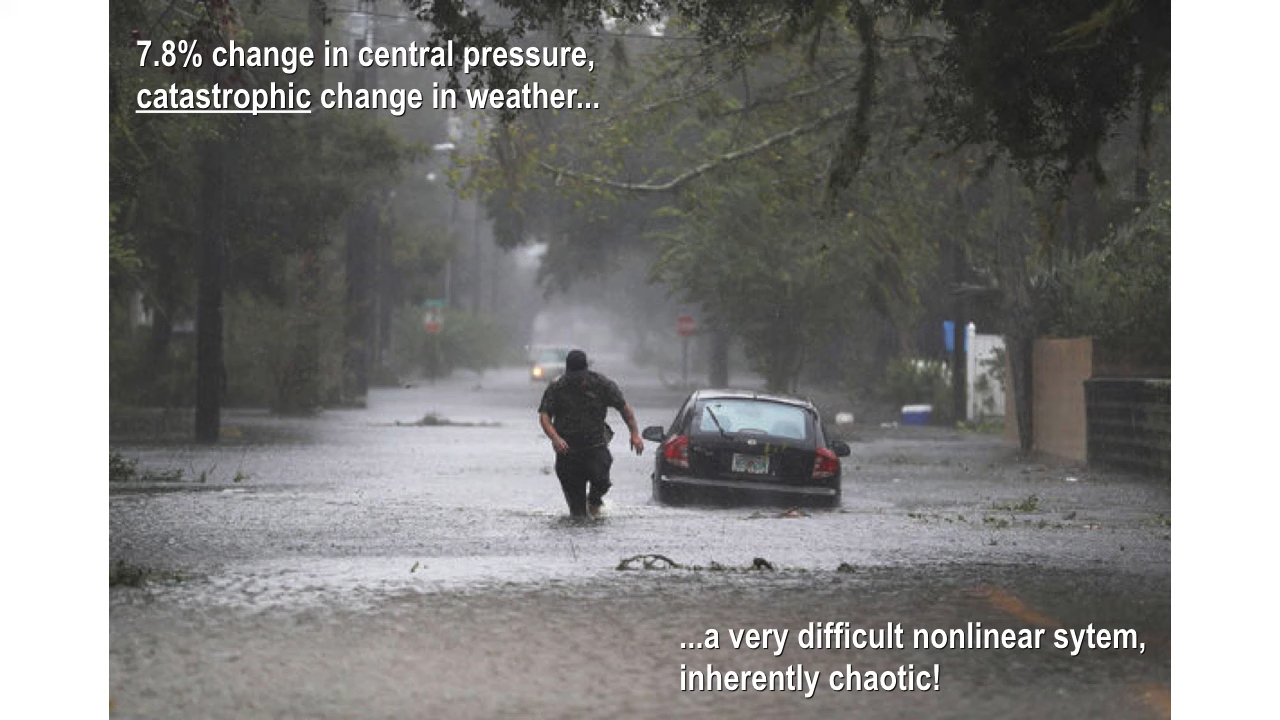 7.8% change in central pressure,
catastrophic change in weather...
...a very difficult nonlinear sytem,
inherently chaotic!